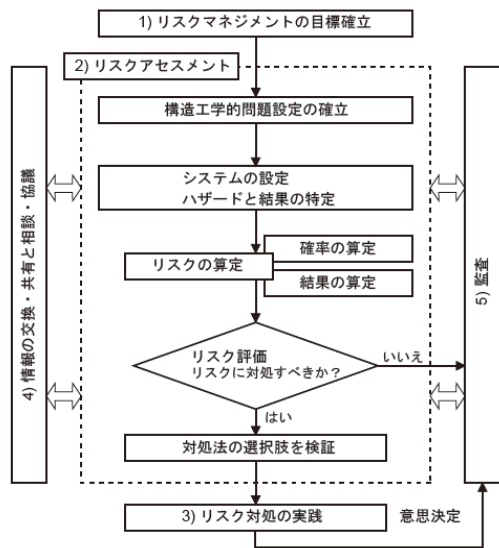 1) リスクマネジメントの目標確立
2) リスクアセスメント
構造工学的問題設定の確立
システムの設定
ハザードと結果の特定
リスクの算定
確率の算定
結果の算定
リスク評価
リスクに対処すべきか？
いいえ
はい
対処法の選択肢を検証
3) リスク対処の実践
意思決定
4) 情報の交換・共有と相談・協議
5) 監査